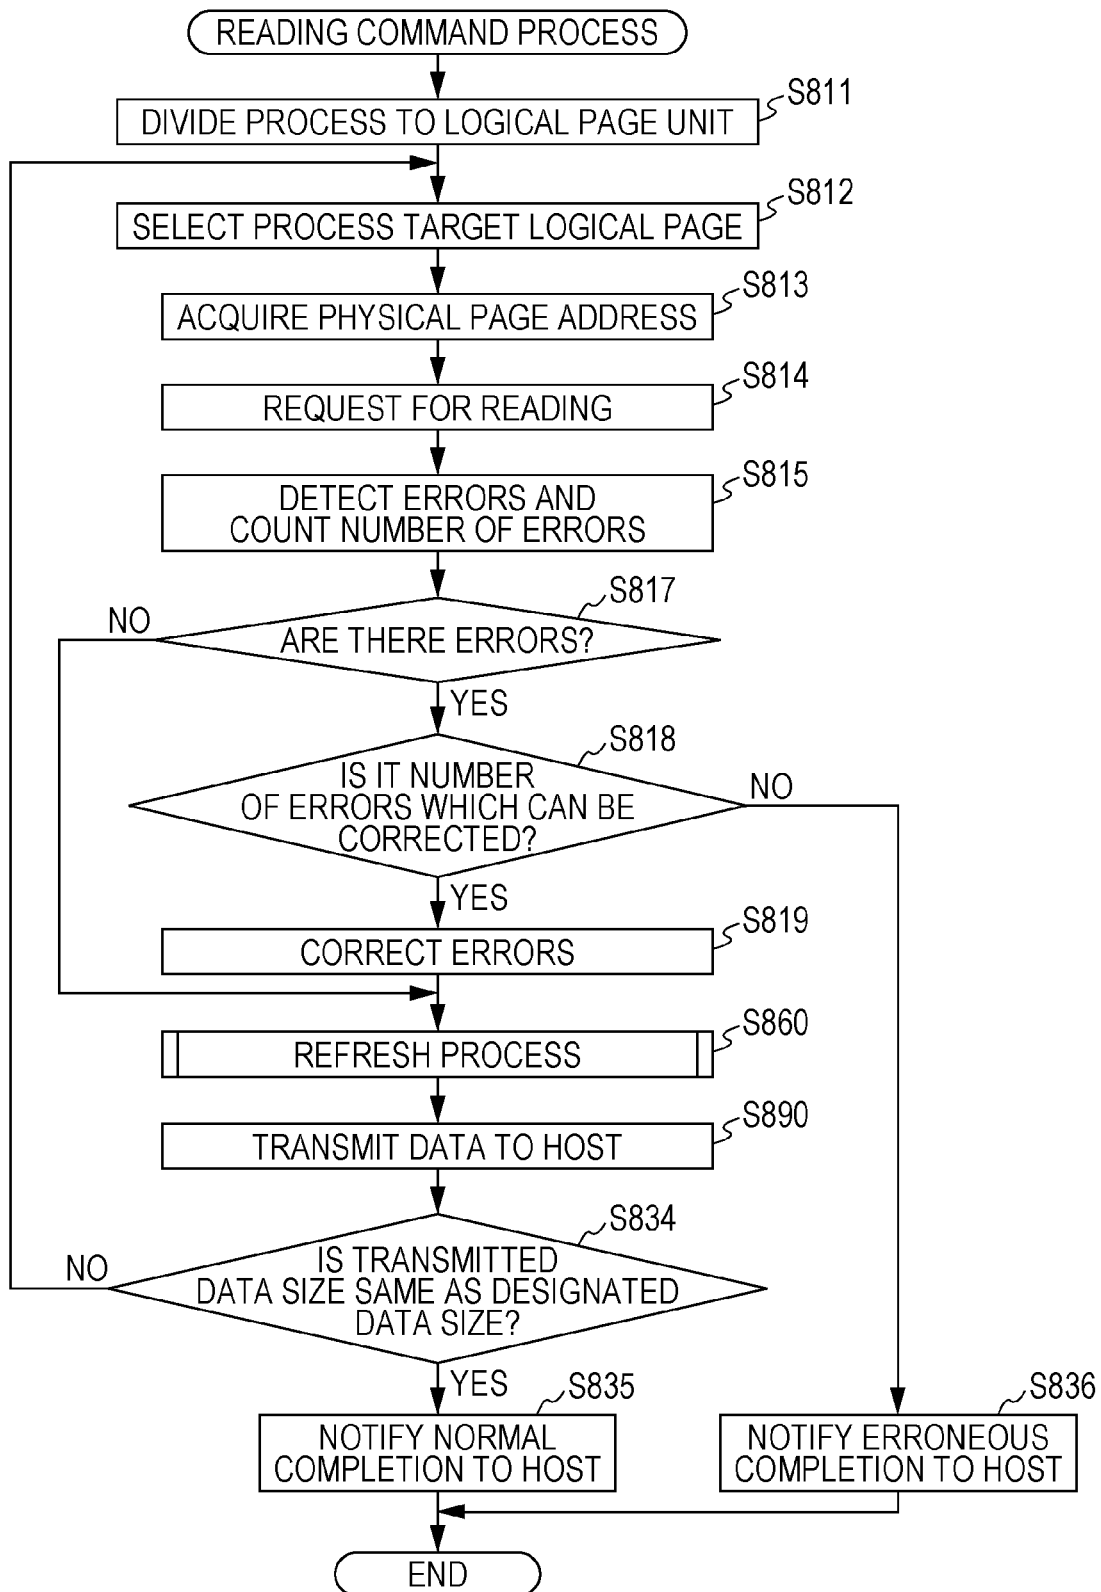 READING COMMAND PROCESS
S811
DIVIDE PROCESS TO LOGICAL PAGE UNIT
S812
SELECT PROCESS TARGET LOGICAL PAGE
S813
ACQUIRE PHYSICAL PAGE ADDRESS
S814
REQUEST FOR READING
S815
DETECT ERRORS AND
COUNT NUMBER OF ERRORS
S817
NO
ARE THERE ERRORS?
YES
S818
IS IT NUMBER
OF ERRORS WHICH CAN BE
CORRECTED?
NO
YES
S819
CORRECT ERRORS
S860
REFRESH PROCESS
S890
TRANSMIT DATA TO HOST
S834
NO
IS TRANSMITTED
DATA SIZE SAME AS DESIGNATED
DATA SIZE?
YES
S835
NOTIFY NORMAL
COMPLETION TO HOST
S836
NOTIFY ERRONEOUS
COMPLETION TO HOST
END